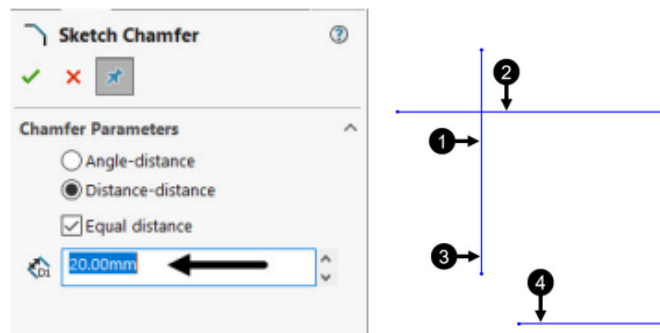 Sketch Chamfer
Chamfer Parameters
Angle-distance
Distance-distance
Equal distance
D1 20.00mm
2
1
3
4